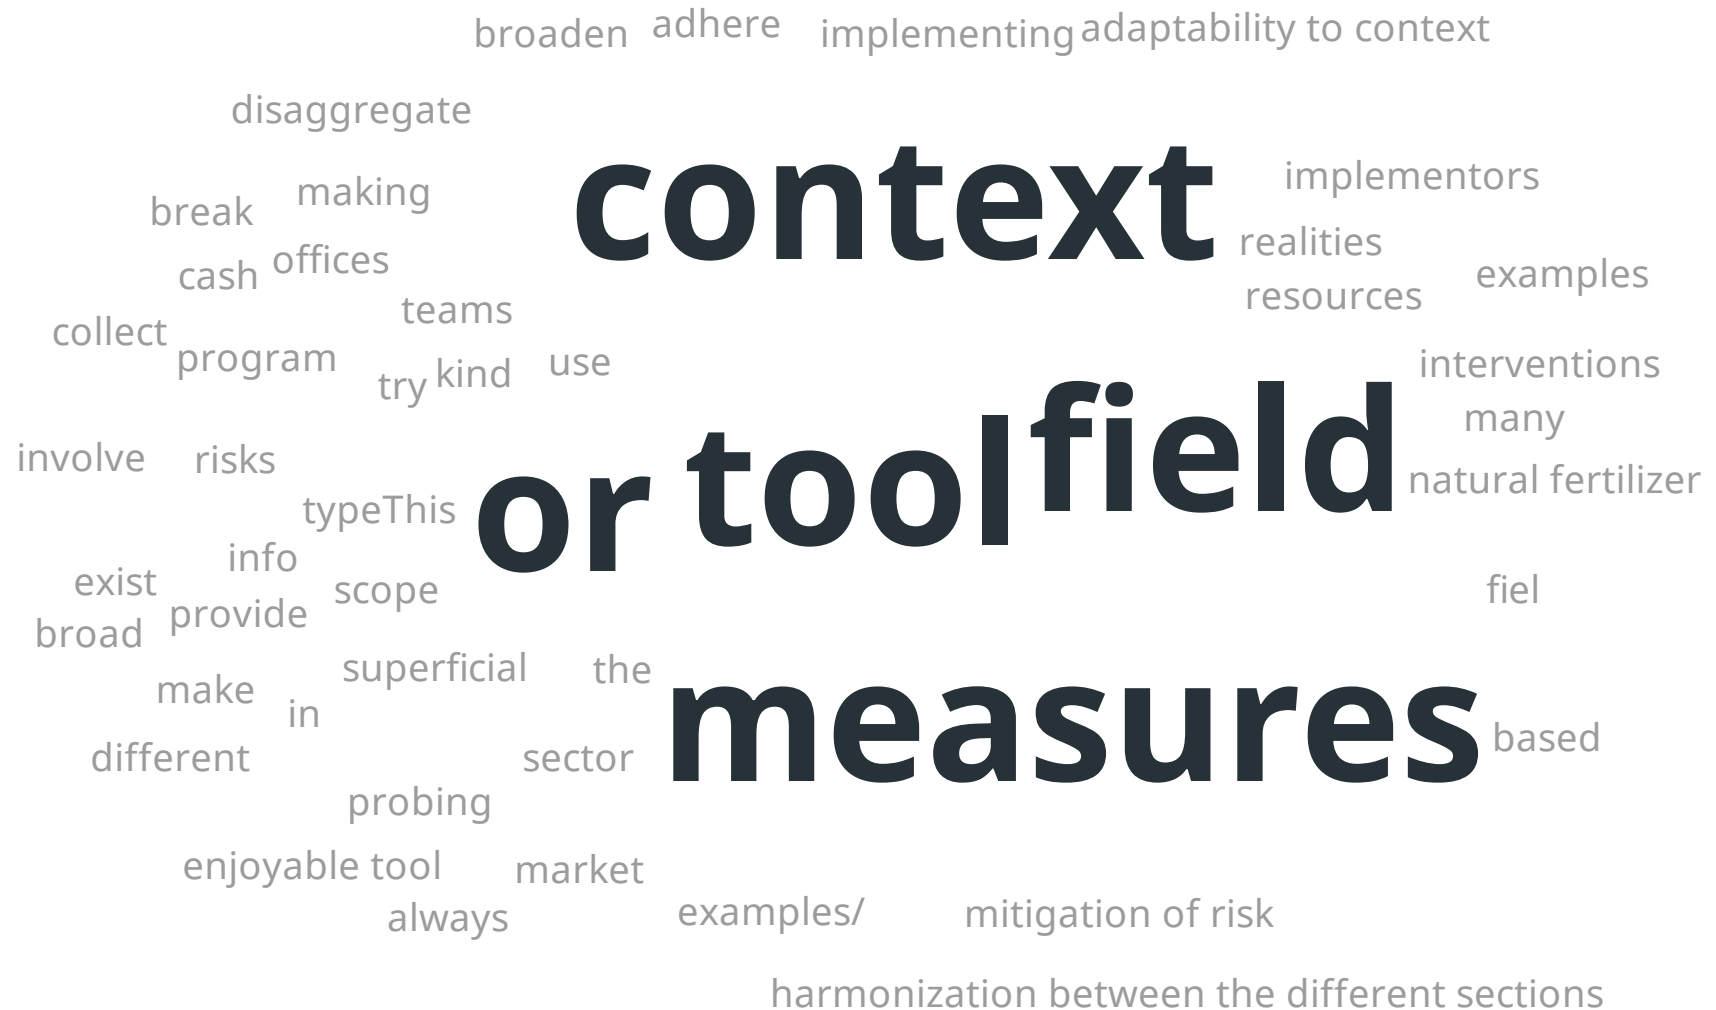 broaden adhere implementing adaptability to context
disaggregate
context
implementors
making
break
realities
offices
cash
examples
resources
teams
collect
program
use
kind
try
interventions
many
field
tool
or
involve
risks
natural fertilizer
typeThis
info
exist
scope
fiel
provide
broad
superficial
the
make
in
measures
based
different
sector
probing
enjoyable tool
market
always
examples/
mitigation of risk
harmonization between the different sections